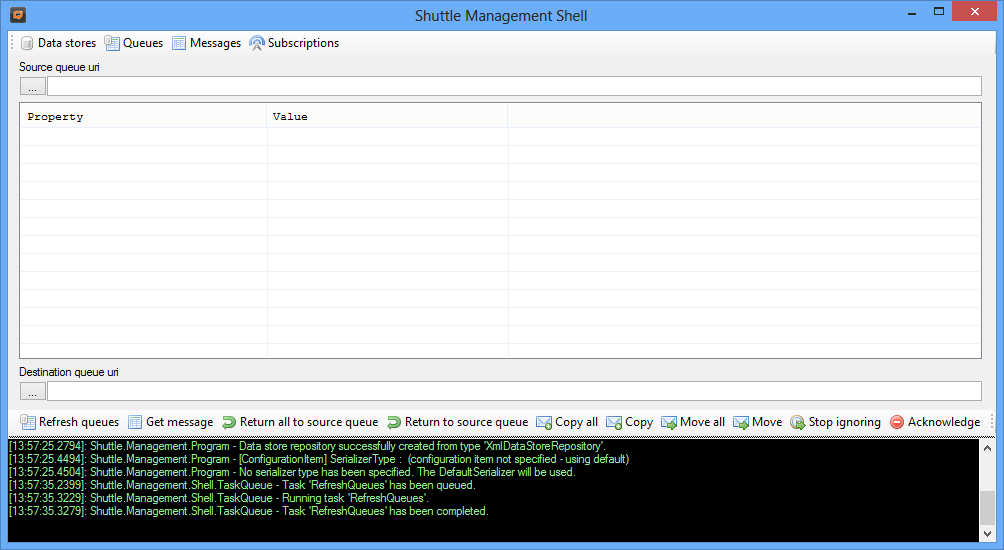 Shuttle Management Shell
Data stores Queues Messages Subscriptions
Source queue uri
...
Property Value
Destination queue uri
...
Refresh queues Get message Return all to source queue Return to source queue Copy all Copy Move all Move Stop ignoring Acknowledge
[13:57:25.2794]: Shuttle.Management.Program - Data store repository successfully created from type 'XmlDataStoreRepository'.
[13:57:25.4494]: Shuttle.Management.Program - [ConfigurationItem] SerializerType : (configuration item not specified - using default)
[13:57:25.4504]: Shuttle.Management.Program - No serializer type has been specified. The DefaultSerializer will be used.
[13:57:35.2399]: Shuttle.Management.Shell.TaskQueue - Task 'RefreshQueues' has been queued.
[13:57:35.3229]: Shuttle.Management.Shell.TaskQueue - Running task 'RefreshQueues'.
[13:57:35.3279]: Shuttle.Management.Shell.TaskQueue - Task 'RefreshQueues' has been completed.